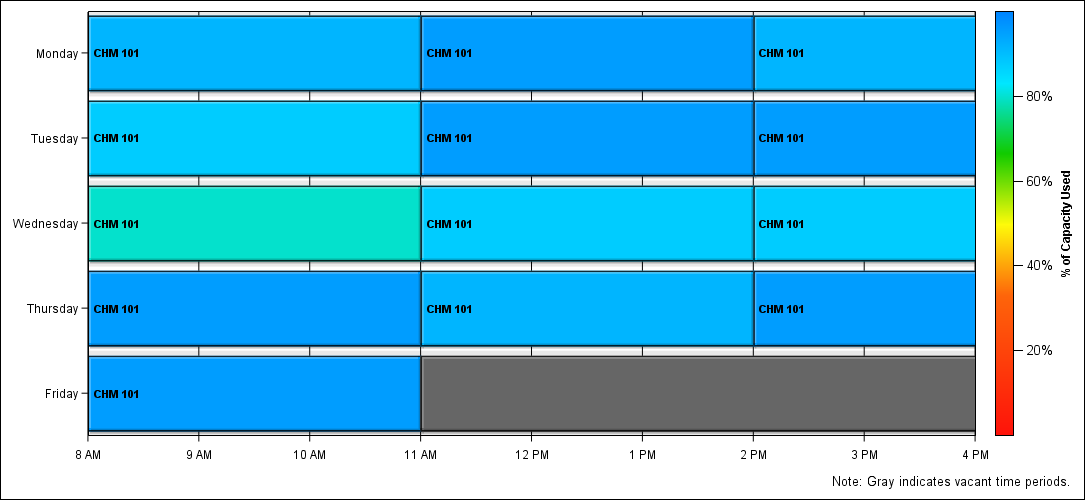 Monday
CHM 101
CHM 101
CHM 101
Tuesday
CHM 101
CHM 101
CHM 101
Wednesday
CHM 101
CHM 101
CHM 101
Thursday
CHM 101
CHM 101
CHM 101
Friday
CHM 101
8 AM
9 AM
10 AM
11 AM
12 PM
1 PM
2 PM
3 PM
4 PM
80%
60%
40%
20%
% of Capacity Used
Note: Gray indicates vacant time periods.